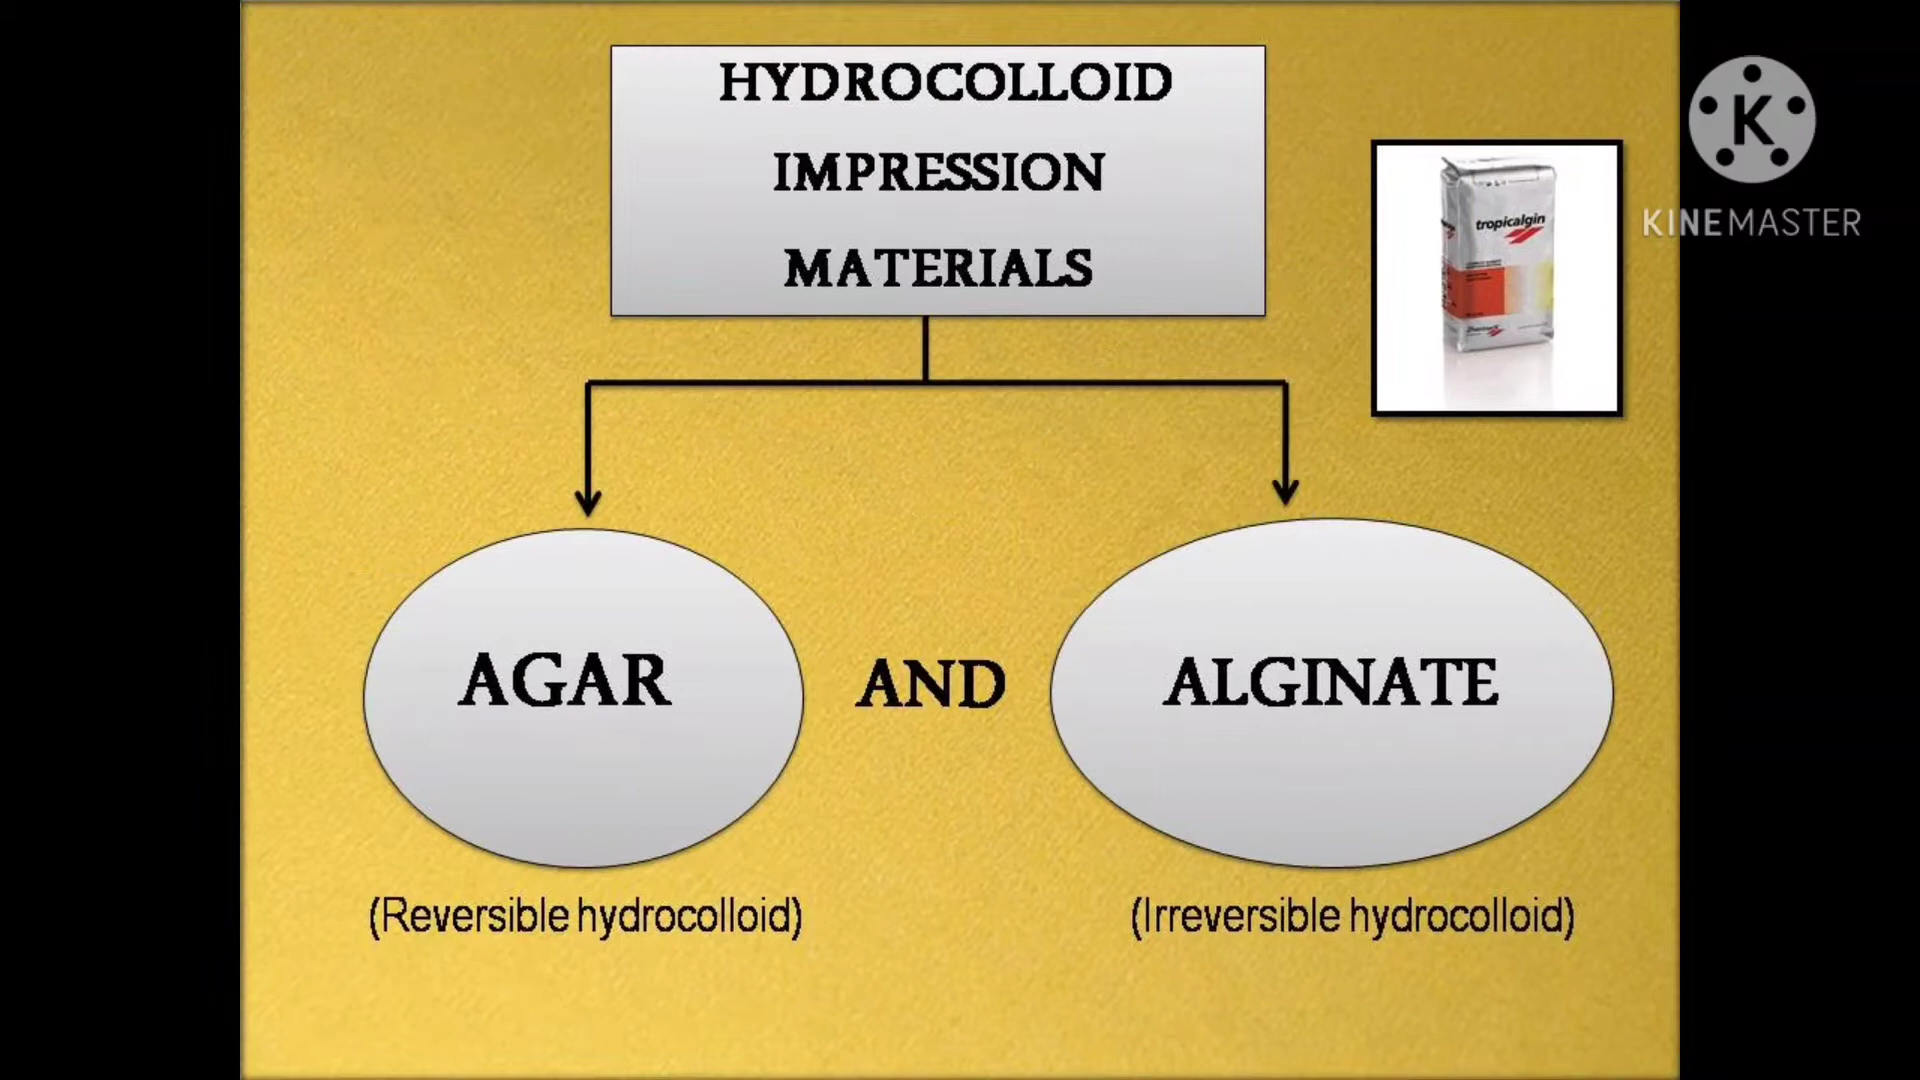 HYDROCOLLOID
IMPRESSION
MATERIALS
tropicalgin
KINEMASTER
AGAR
AND
ALGINATE
(Reversible hydrocolloid)
(Irreversible hydrocolloid)